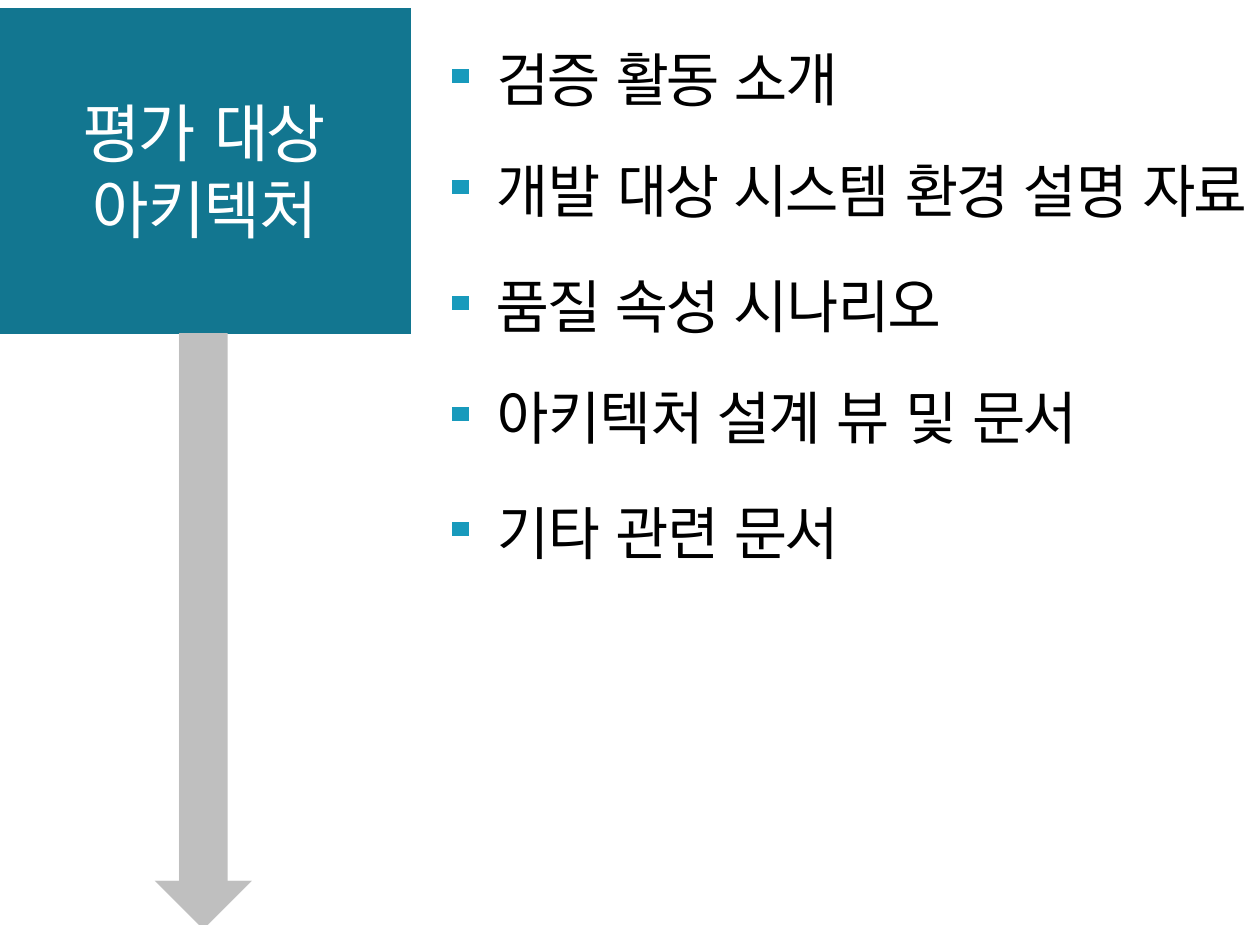 평가 대상
아키텍처
검증 활동 소개
개발 대상 시스템 환경 설명 자료
품질 속성 시나리오
아키텍처 설계 뷰 및 문서
기타 관련 문서